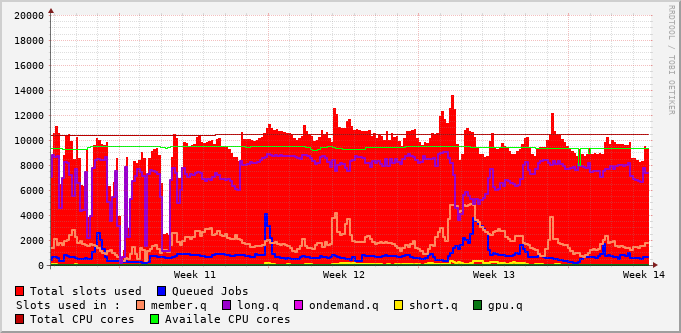 20000
18000
16000
14000
12000
10000
8000
6000
4000
2000
0
Week 11 Week 12 Week 13 Week 14
RRDTOOL / TOBI OETIKER
Total slots used Queued Jobs
Slots used in : member.q long.q ondemand.q short.q gpu.q
Total CPU cores Availale CPU cores